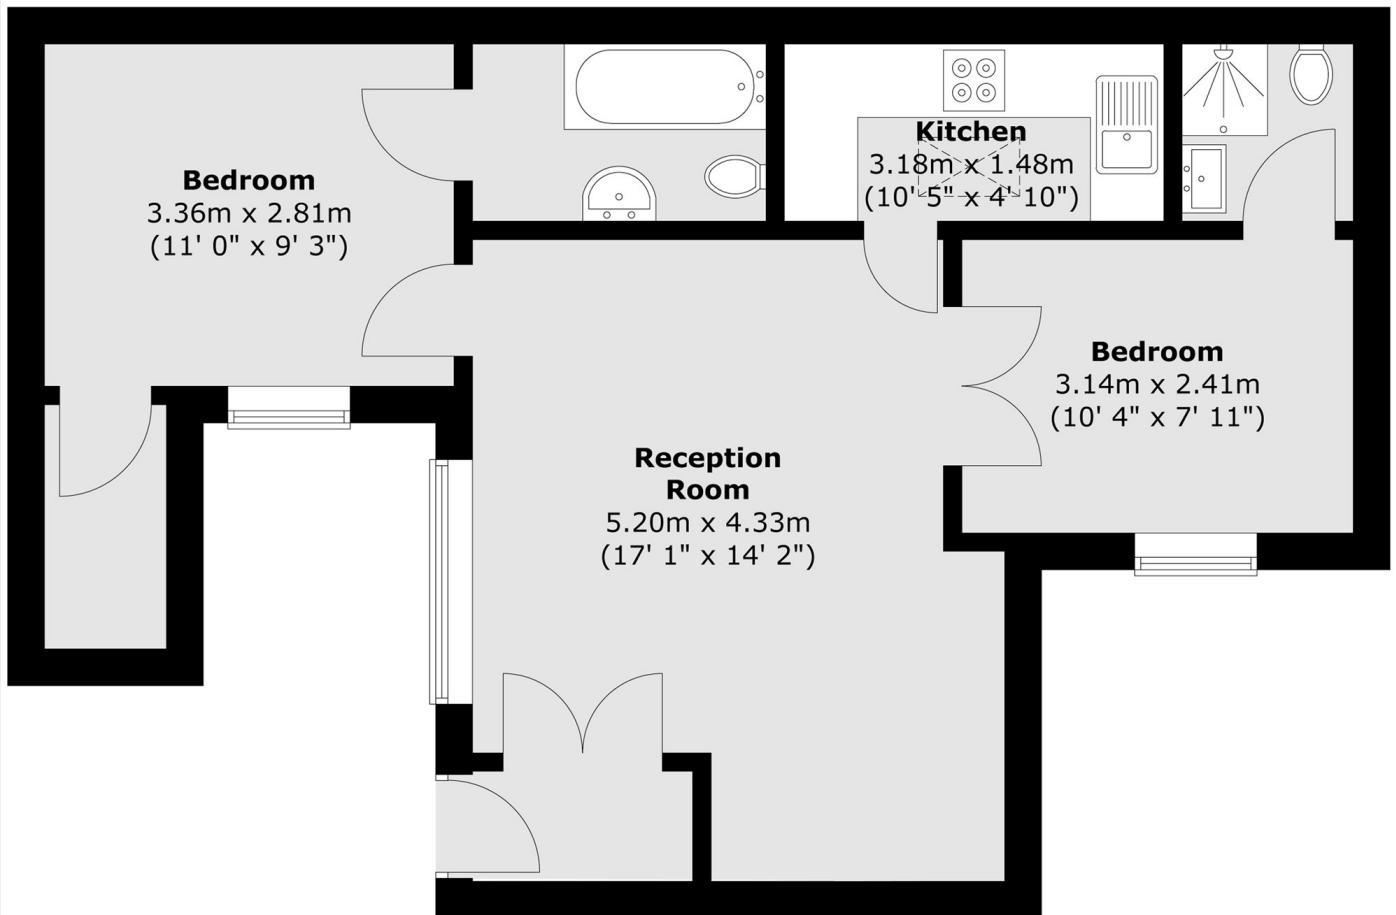 Bedroom
3.36m x 2.81m
(11' 0" x 9' 3")
Kitchen
3.18m x 1.48m
(10' 5" x 4' 10")
Bedroom
3.14m x 2.41m
(10' 4" x 7' 11")
Reception
Room
5.20m x 4.33m
(17' 1" x 14' 2")